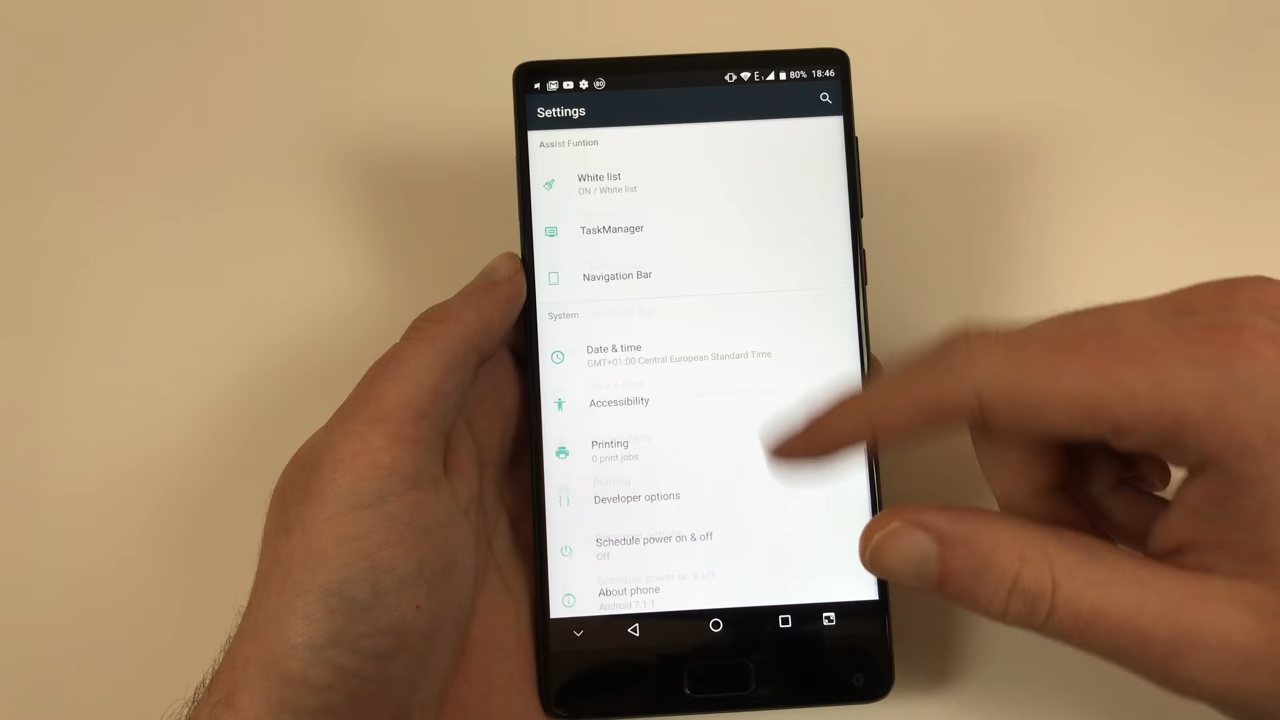 80
E 80% 18:46
Settings
Assist Funtion
White list
ON / White list
TaskManager
Navigation Bar
System
Date & time
GMT+01:00 Central European Standard Time
Accessibility
Printing
0 print jobs
Developer options
Schedule power on & off
Off
About phone
Android 7.1.1